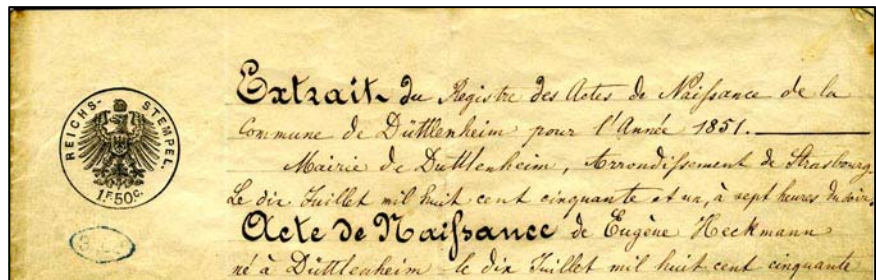 Extrait du Registre des Actes de Naissance de la
Commune de Düttlenheim pour l'Année 1851.
Mairie de Duttlenheim, Arrondissement de Strasbourg.
Le dix Juillet mil huit cent cinquante et un, à sept heures du soir,
Acte de Naissance de Eugène Heckmann
né à Düttlenheim le dix Juillet mil huit cent cinquante
REICHS-STEMPEL.
1.F.50c.